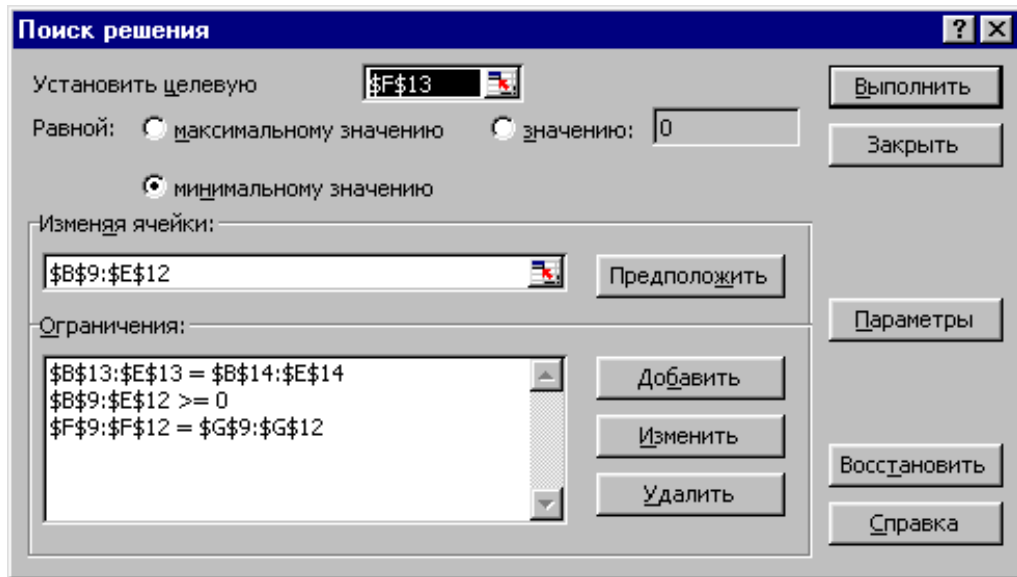 Поиск решения
Установить целевую $F$13 Выполнить
Равной: максимальному значению значению: 0 Закрыть
минимальному значению
Изменяя ячейки:
$B$9:$E$12 Предположить
Ограничения: Параметры
$B$13:$E$13 = $B$14:$E$14 Добавить
$B$9:$E$12 >= 0
$F$9:$F$12 = $G$9:$G$12 Изменить
Восстановить
Удалить
Справка